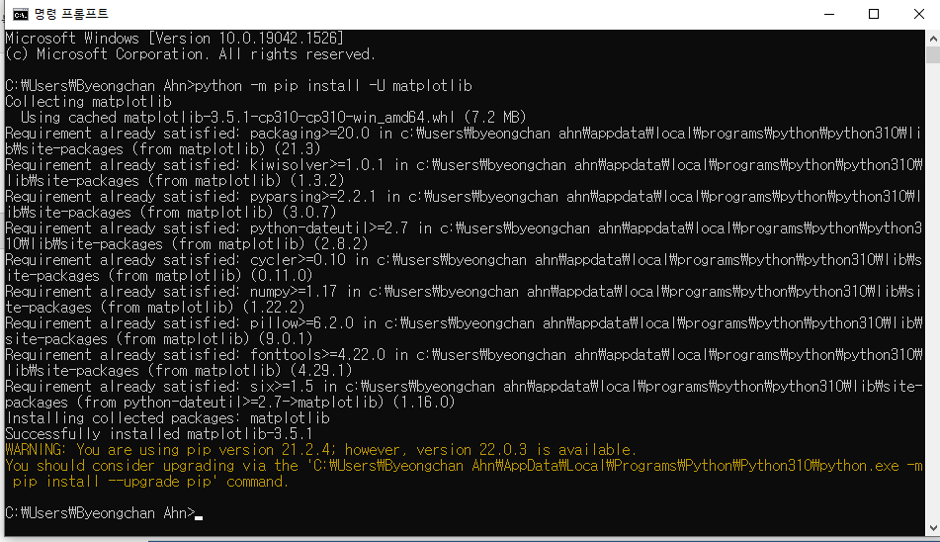 명령 프롬프트
Microsoft Windows [Version 10.0.19042.1526]
(c) Microsoft Corporation. All rights reserved.
C:₩Users₩Byeongchan Ahn>python -m pip install -U matplotlib
Collecting matplotlib
Using cached matplotlib-3.5.1-cp310-cp310-win_amd64.whl (7.2 MB)
Requirement already satisfied: packaging>=20.0 in c:₩users₩byeongchan ahn₩appdata₩local₩programs₩python₩python310₩li
b₩site-packages (from matplotlib) (21.3)
Requirement already satisfied: kiwisolver>=1.0.1 in c:₩users₩byeongchan ahn₩appdata₩local₩programs₩python₩python310₩
lib₩site-packages (from matplotlib) (1.3.2)
Requirement already satisfied: pyparsing>=2.2.1 in c:₩users₩byeongchan ahn₩appdata₩local₩programs₩python₩python310₩l
ib₩site-packages (from matplotlib) (3.0.7)
Requirement already satisfied: python-dateutil>=2.7 in c:₩users₩byeongchan ahn₩appdata₩local₩programs₩python₩python3
10₩lib₩site-packages (from matplotlib) (2.8.2)
Requirement already satisfied: cycler>=0.10 in c:₩users₩byeongchan ahn₩appdata₩local₩programs₩python₩python310₩lib₩s
ite-packages (from matplotlib) (0.11.0)
Requirement already satisfied: numpy>=1.17 in c:₩users₩byeongchan ahn₩appdata₩local₩programs₩python₩python310₩lib₩si
te-packages (from matplotlib) (1.22.2)
Requirement already satisfied: pillow>=6.2.0 in c:₩users₩byeongchan ahn₩appdata₩local₩programs₩python₩python310₩lib₩
site-packages (from matplotlib) (9.0.1)
Requirement already satisfied: fonttools>=4.22.0 in c:₩users₩byeongchan ahn₩appdata₩local₩programs₩python₩python310₩
lib₩site-packages (from matplotlib) (4.29.1)
Requirement already satisfied: six>=1.5 in c:₩users₩byeongchan ahn₩appdata₩local₩programs₩python₩python310₩lib₩site-
packages (from python-dateutil>=2.7->matplotlib) (1.16.0)
Installing collected packages: matplotlib
Successfully installed matplotlib-3.5.1
WARNING: You are using pip version 21.2.4; however, version 22.0.3 is available.
You should consider upgrading via the 'C:₩Users₩Byeongchan Ahn₩AppData₩Local₩Programs₩Python₩Python310₩python.exe -m
pip install --upgrade pip' command.
C:₩Users₩Byeongchan Ahn>